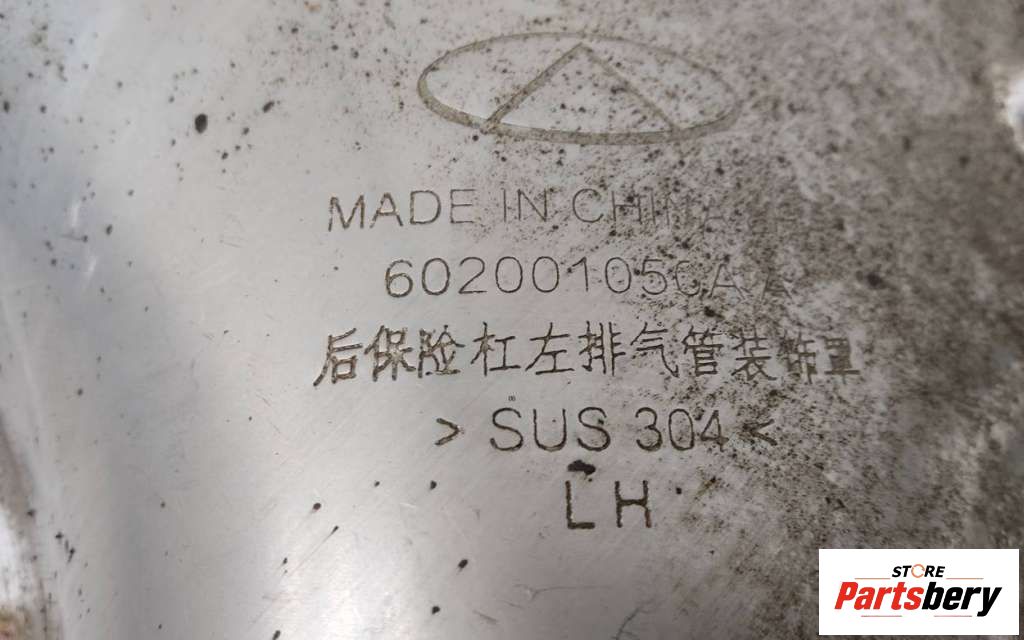 MADE IN CHINA
602001050AAA
后保险杠左排气管装饰罩
> SUS 304 <
LH
STORE
Partsbery